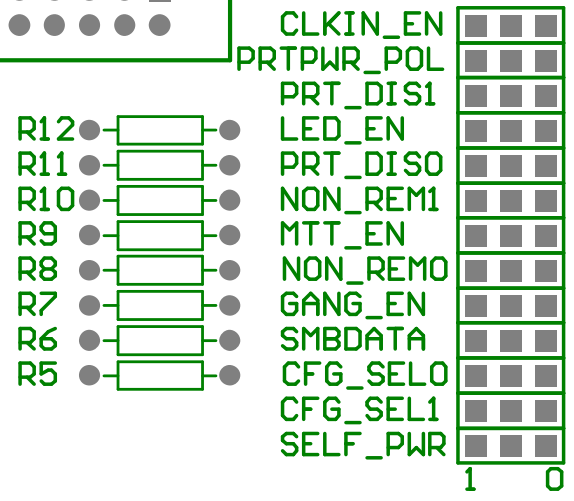 CLKIN_EN
PRTPWR_POL
PRT_DIS1
R12 LED_EN
R11 PRT_DIS0
R10 NON_REM1
R9 MTT_EN
R8 NON_REM0
R7 GANG_EN
R6 SMBDATA
R5 CFG_SEL0
CFG_SEL1
SELF_PWR
1 0